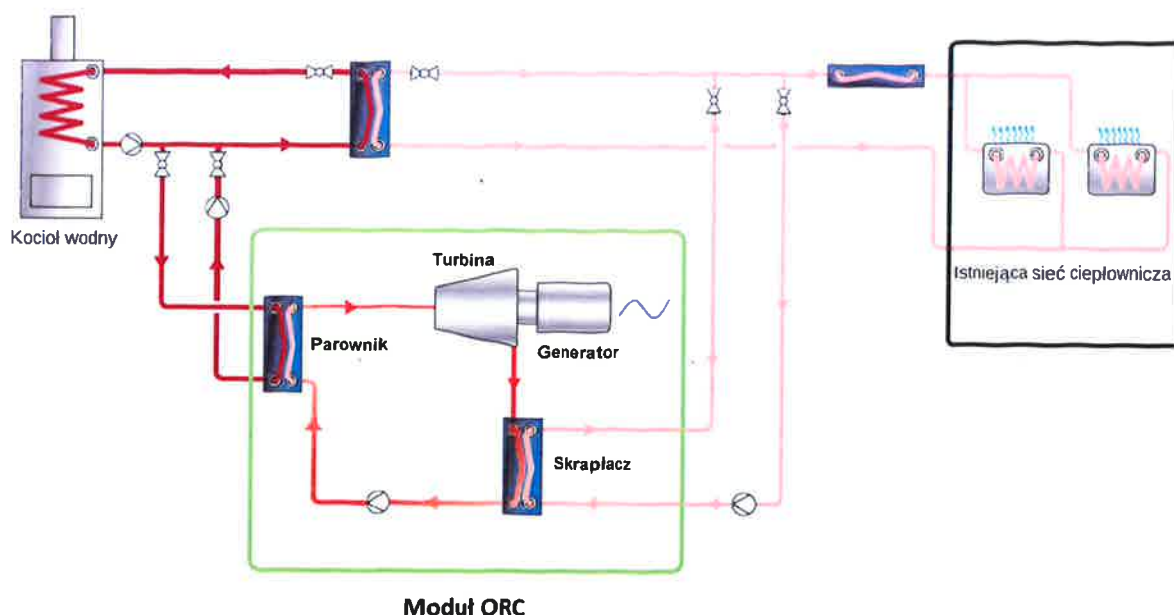 Kocioł wodny
Istniejąca sieć ciepłownicza
Turbina
Generator
Parownik
Skraplacz
Moduł ORC